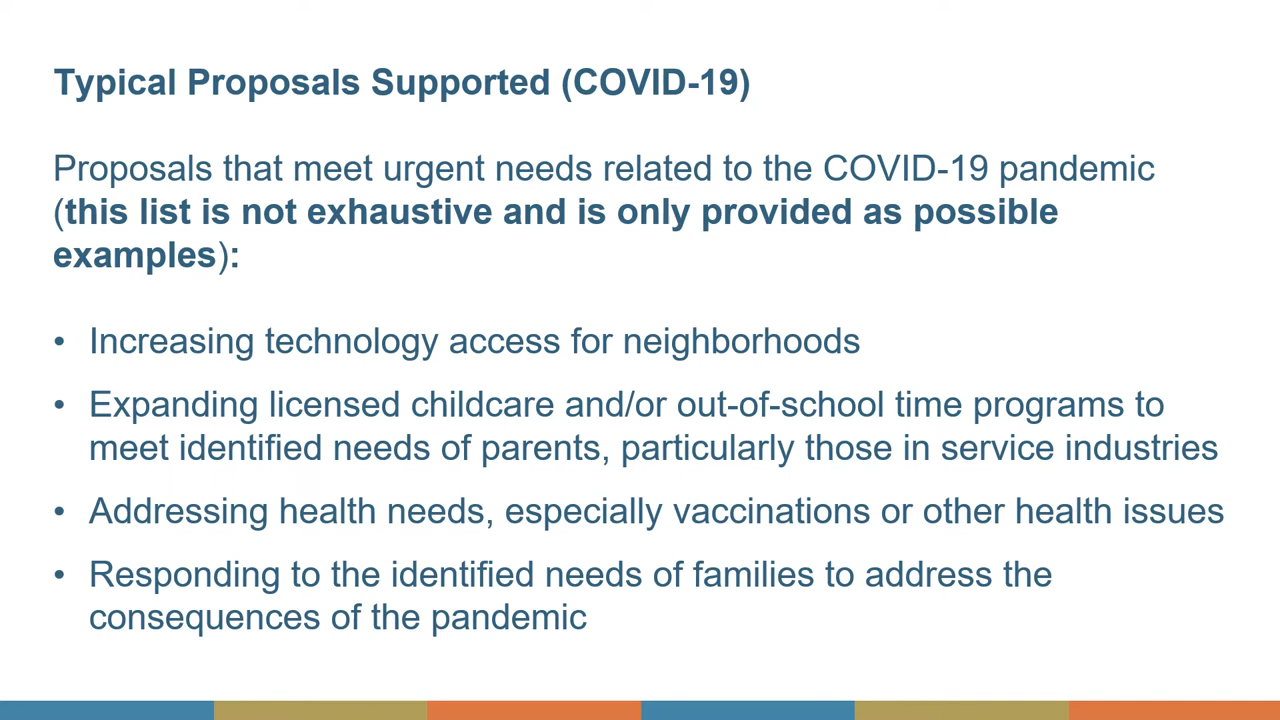 Typical Proposals Supported (COVID-19)
Proposals that meet urgent needs related to the COVID-19 pandemic
(this list is not exhaustive and is only provided as possible
examples):
• Increasing technology access for neighborhoods
• Expanding licensed childcare and/or out-of-school time programs to
meet identified needs of parents, particularly those in service industries
• Addressing health needs, especially vaccinations or other health issues
• Responding to the identified needs of families to address the
consequences of the pandemic